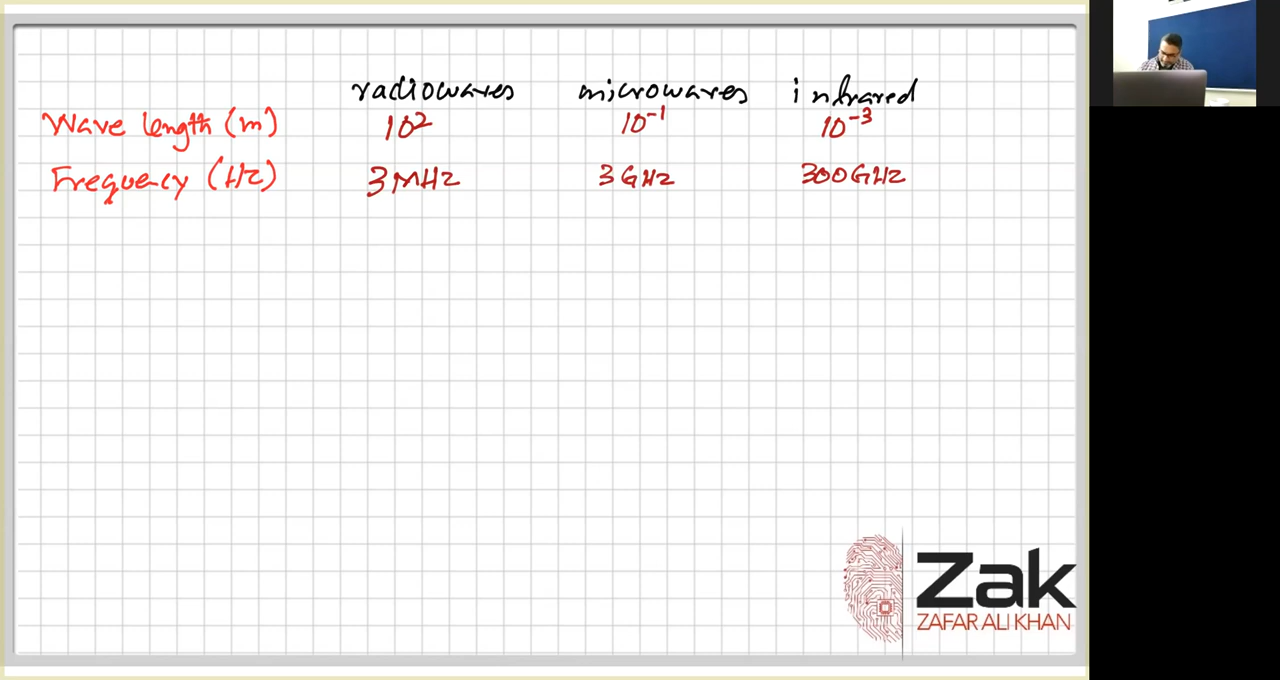 radiowaves microwaves infrared
Wave length (m) 10² 10⁻¹ 10⁻³
Frequency (Hz) 3MHz 3GHz 300GHz
Zak
ZAFAR ALI KHAN